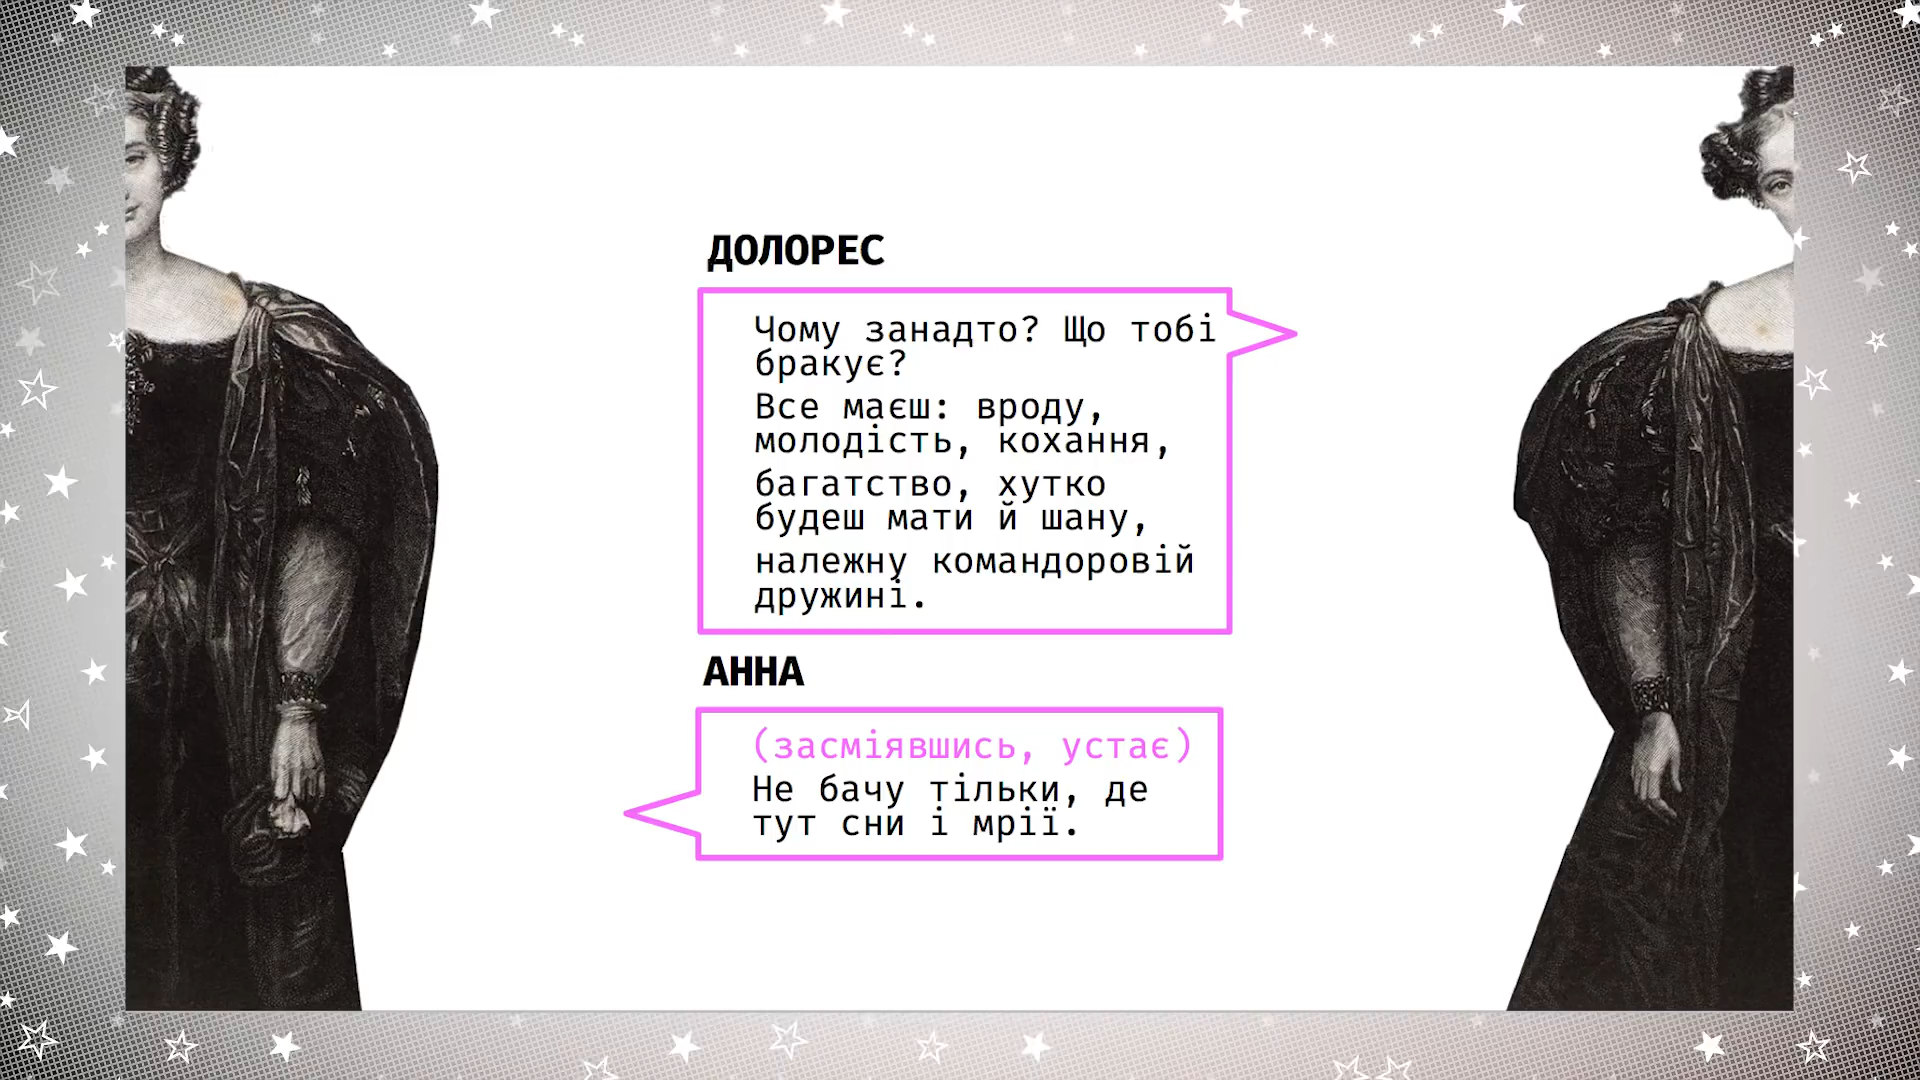 ДОЛОРЕС
Чому занадто? Що тобі
бракує?
Все маєш: вроду,
молодість, кохання,
багатство, хутко
будеш мати й шану,
належну командоровій
дружині.
АННА
(засміявшись, устає)
Не бачу тільки, де
тут сни і мрії.